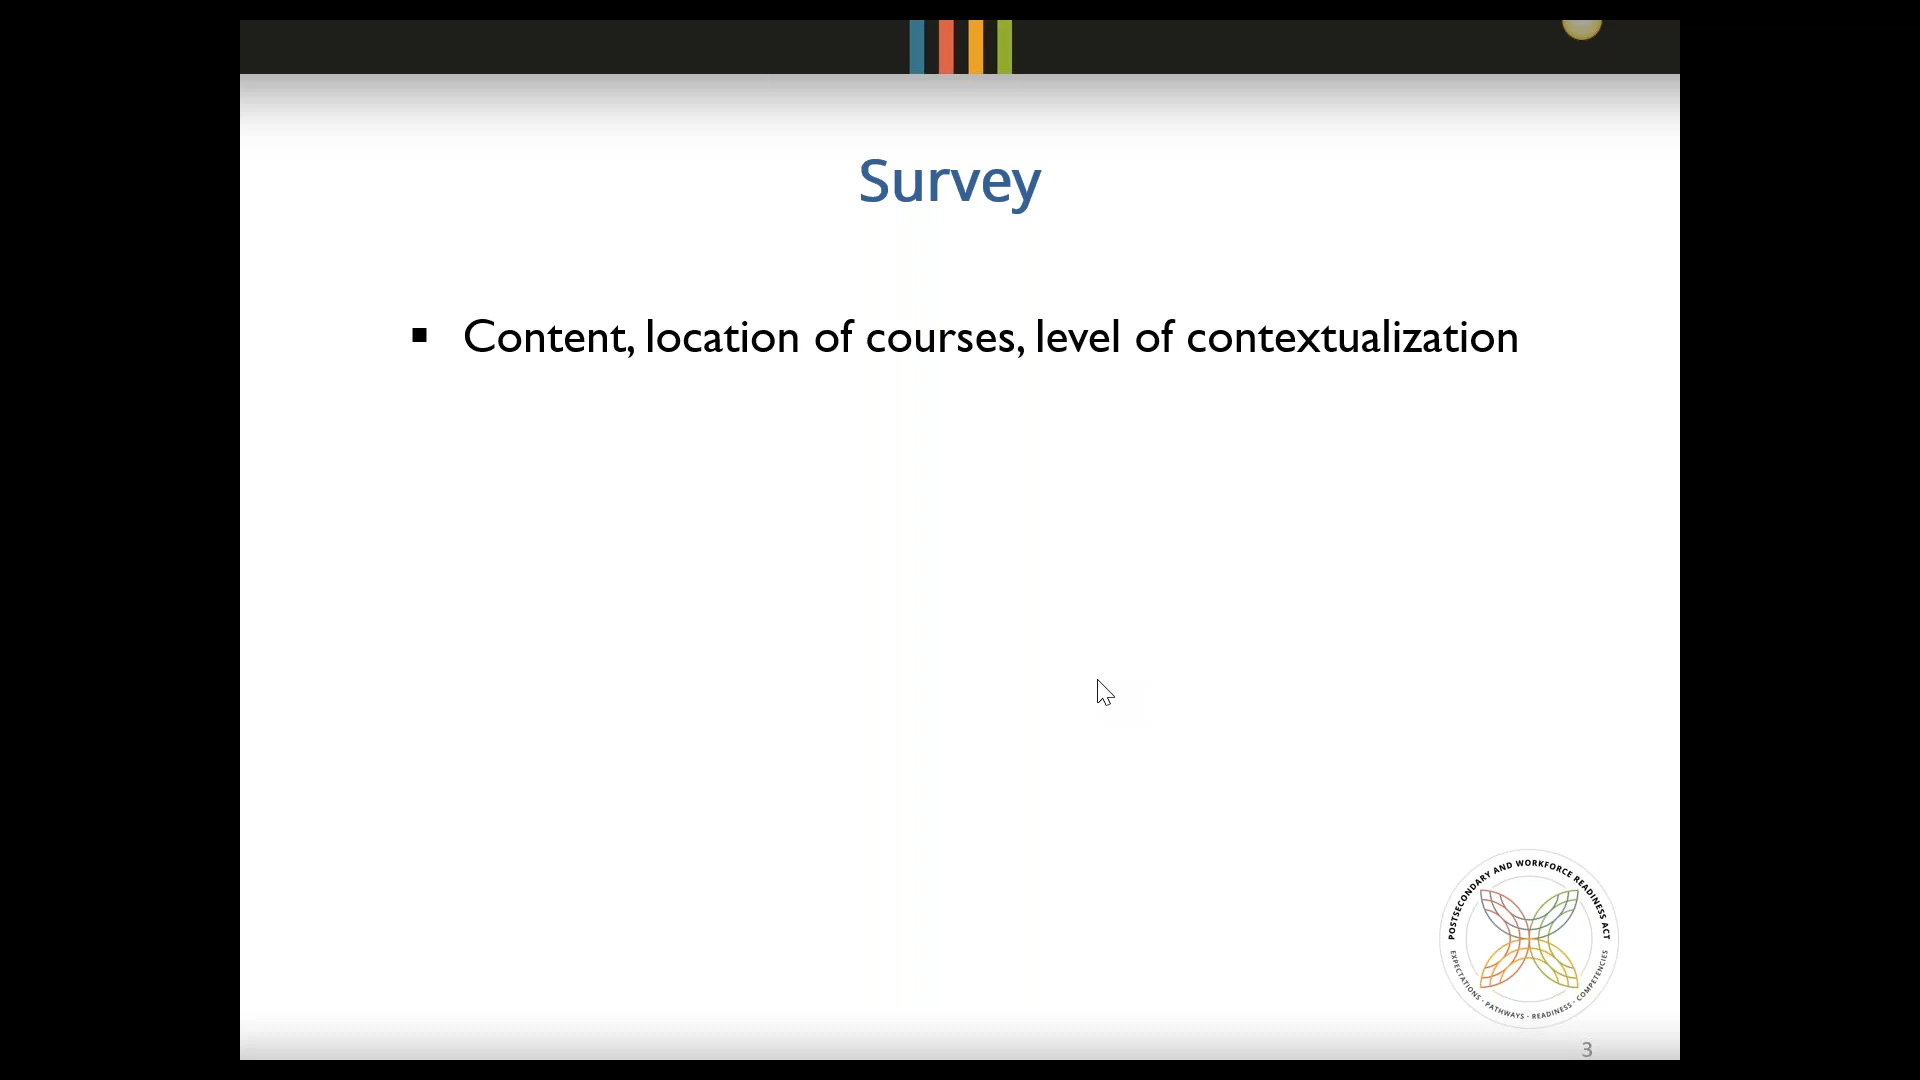 Survey
▪ Content, location of courses, level of contextualization
POSTSECONDARY AND WORKFORCE READINESS ACT
EXPECTATIONS · PATHWAYS · READINESS · COMPETENCIES
3